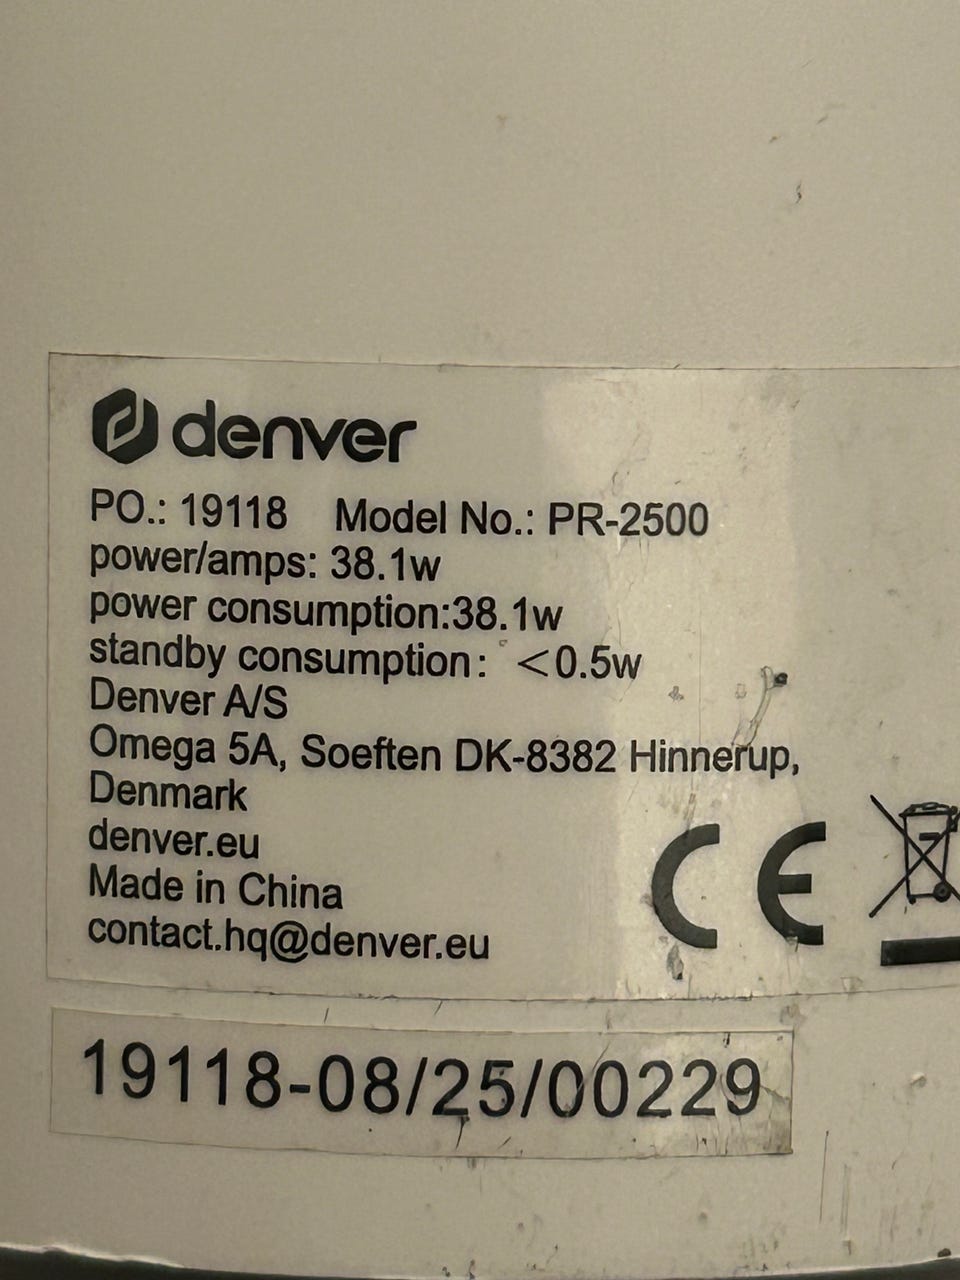 denver
PO.: 19118 Model No.: PR-2500
power/amps: 38.1w
power consumption:38.1w
standby consumption: <0.5w
Denver A/S
Omega 5A, Soeften DK-8382 Hinnerup,
Denmark
denver.eu
Made in China
contact.hq@denver.eu
CE
19118-08/25/00229